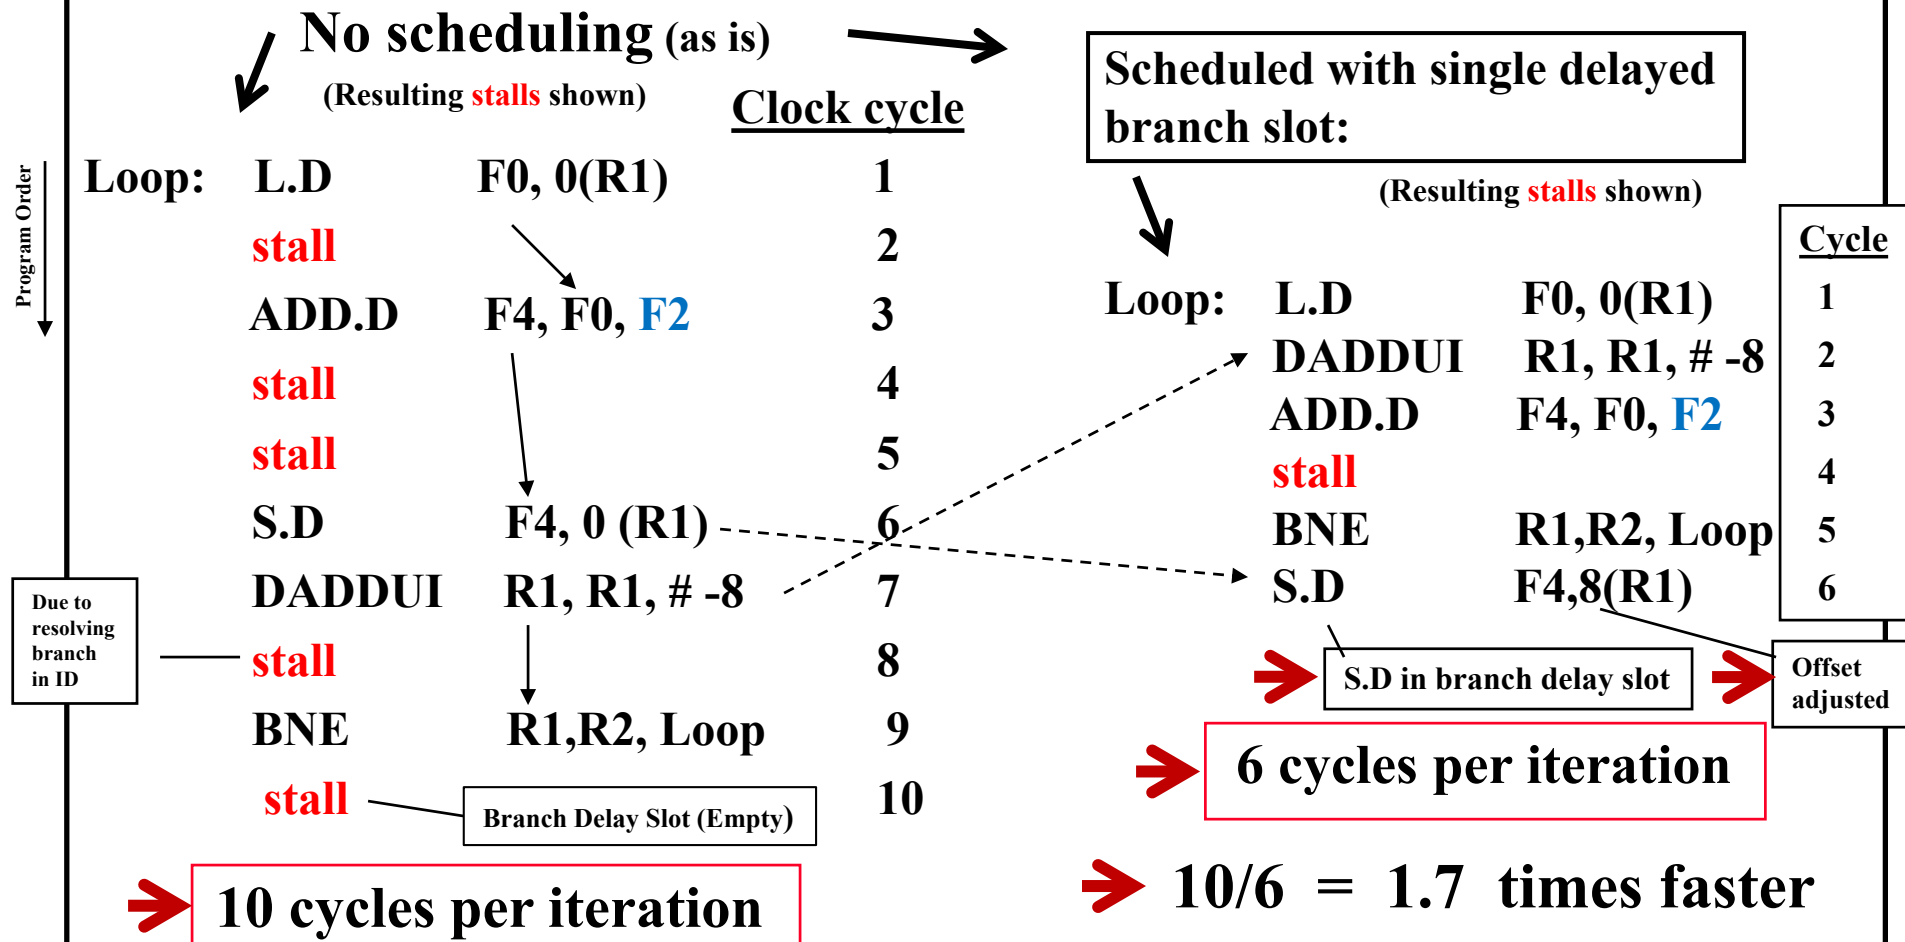 No scheduling (as is)
(Resulting stalls shown)
Clock cycle
Program Order
Loop: L.D F0, 0(R1) 1
stall 2
ADD.D F4, F0, F2 3
stall 4
stall 5
S.D F4, 0 (R1) 6
DADDUI R1, R1, # -8 7
stall 8
BNE R1,R2, Loop 9
stall 10
Due to
resolving
branch
in ID
Branch Delay Slot (Empty)
10 cycles per iteration
Scheduled with single delayed
branch slot:
(Resulting stalls shown)
Cycle
Loop: L.D F0, 0(R1) 1
DADDUI R1, R1, # -8 2
ADD.D F4, F0, F2 3
stall 4
BNE R1,R2, Loop 5
S.D F4,8(R1) 6
S.D in branch delay slot
Offset
adjusted
6 cycles per iteration
10/6 = 1.7 times faster